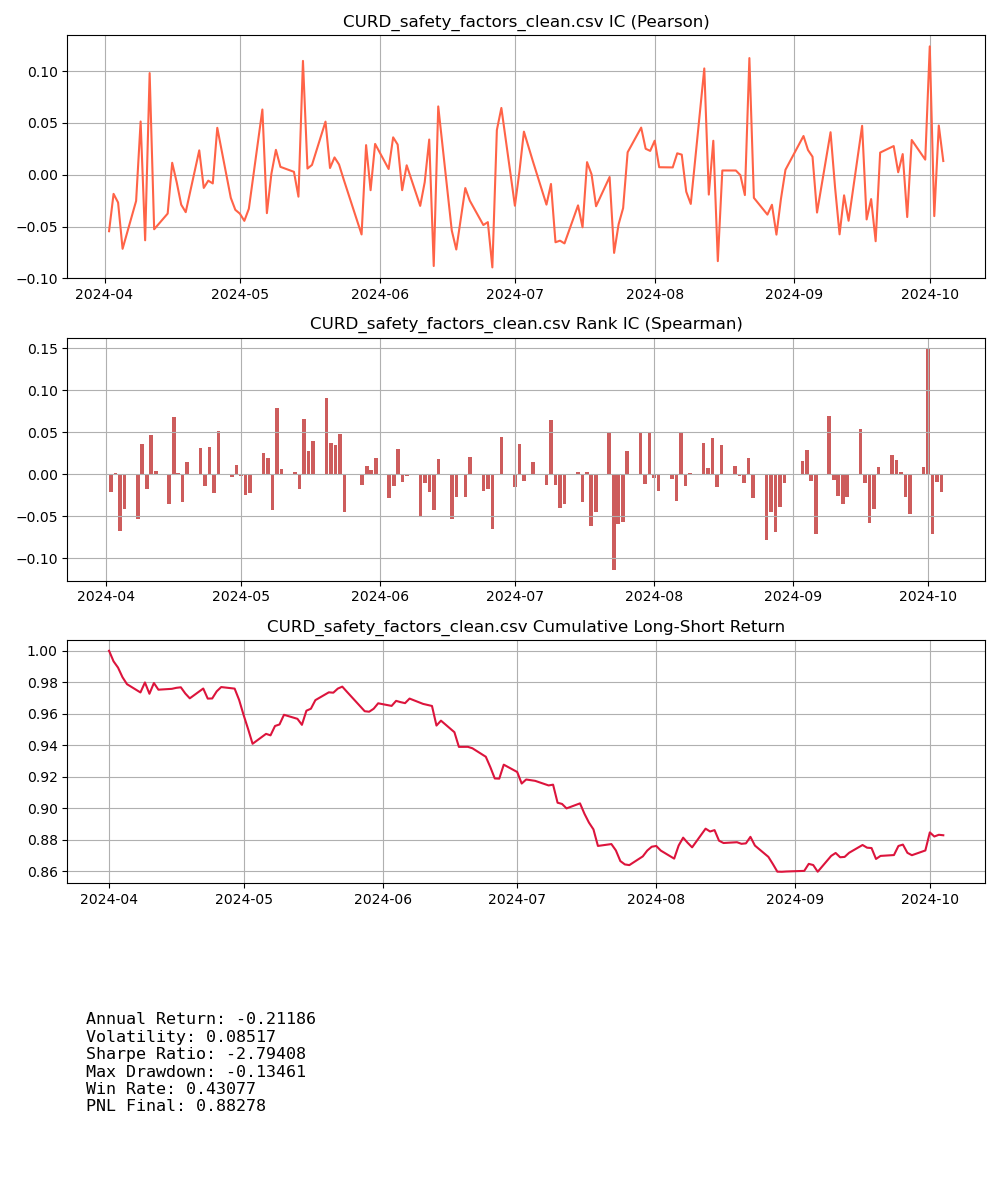 CURD_safety_factors_clean.csv IC (Pearson)
0.10
0.05
0.00
−0.05
−0.10
2024-04 2024-05 2024-06 2024-07 2024-08 2024-09 2024-10
CURD_safety_factors_clean.csv Rank IC (Spearman)
0.15
0.10
0.05
0.00
−0.05
−0.10
2024-04 2024-05 2024-06 2024-07 2024-08 2024-09 2024-10
CURD_safety_factors_clean.csv Cumulative Long-Short Return
1.00
0.98
0.96
0.94
0.92
0.90
0.88
0.86
2024-04 2024-05 2024-06 2024-07 2024-08 2024-09 2024-10
Annual Return: -0.21186
Volatility: 0.08517
Sharpe Ratio: -2.79408
Max Drawdown: -0.13461
Win Rate: 0.43077
PNL Final: 0.88278